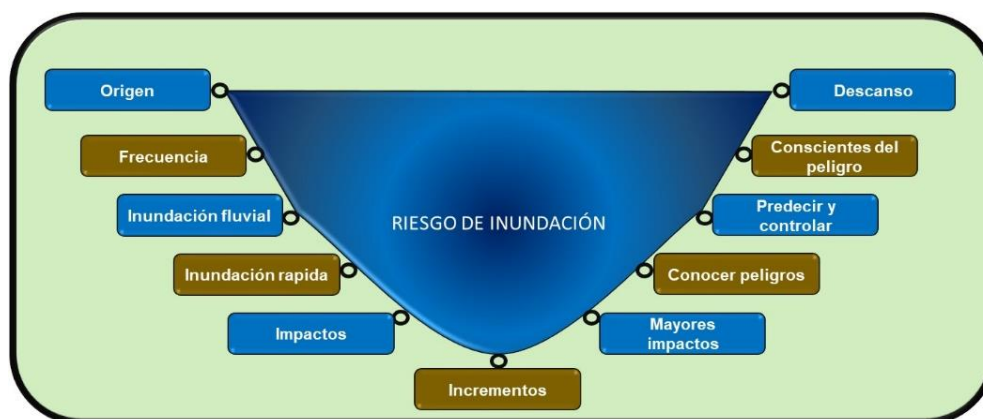 Origen
Descanso
Frecuencia
Conscientes del
peligro
Inundación fluvial
Predecir y
controlar
RIESGO DE INUNDACIÓN
Inundación rapida
Conocer peligros
Impactos
Mayores
impactos
Incrementos